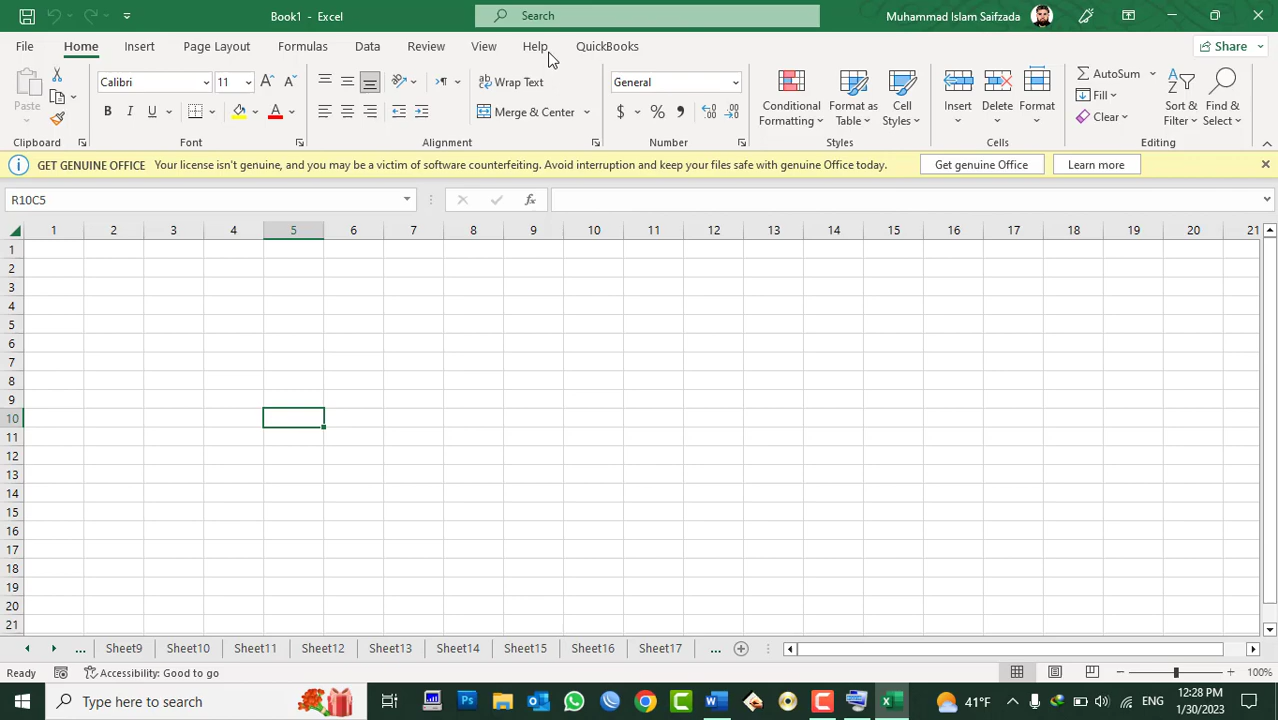 Book1 - Excel
Search
Muhammad Islam Saifzada
File Home Insert Page Layout Formulas Data Review View Help QuickBooks Share
Paste
Calibri 11
B I U A
Wrap Text
Merge & Center
General
$ % ,
Conditional Formatting
Format as Table
Cell Styles
Insert
Delete
Format
AutoSum
Fill
Clear
Sort & Filter
Find & Select
Clipboard Font Alignment Number Styles Cells Editing
GET GENUINE OFFICE Your license isn't genuine, and you may be a victim of software counterfeiting. Avoid interruption and keep your files safe with genuine Office today. Get genuine Office Learn more
R10C5 fx
1 2 3 4 5 6 7 8 9 10 11 12 13 14 15 16 17 18 19 20 21
1
2
3
4
5
6
7
8
9
10
11
12
13
14
15
16
17
18
19
20
21
... Sheet9 Sheet10 Sheet11 Sheet12 Sheet13 Sheet14 Sheet15 Sheet16 Sheet17 ...
Ready Accessibility: Good to go 100%
Type here to search
41°F ENG
12:28 PM
1/30/2023